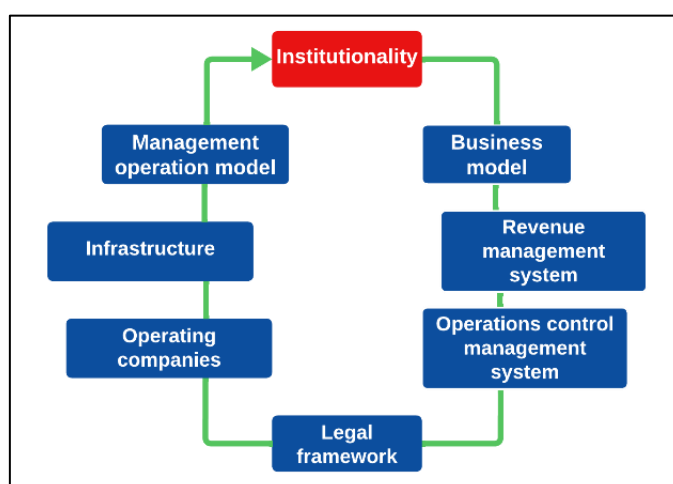 Institutionality
Management
operation model
Business
model
Infrastructure
Revenue
management
system
Operating
companies
Operations control
management
system
Legal
framework